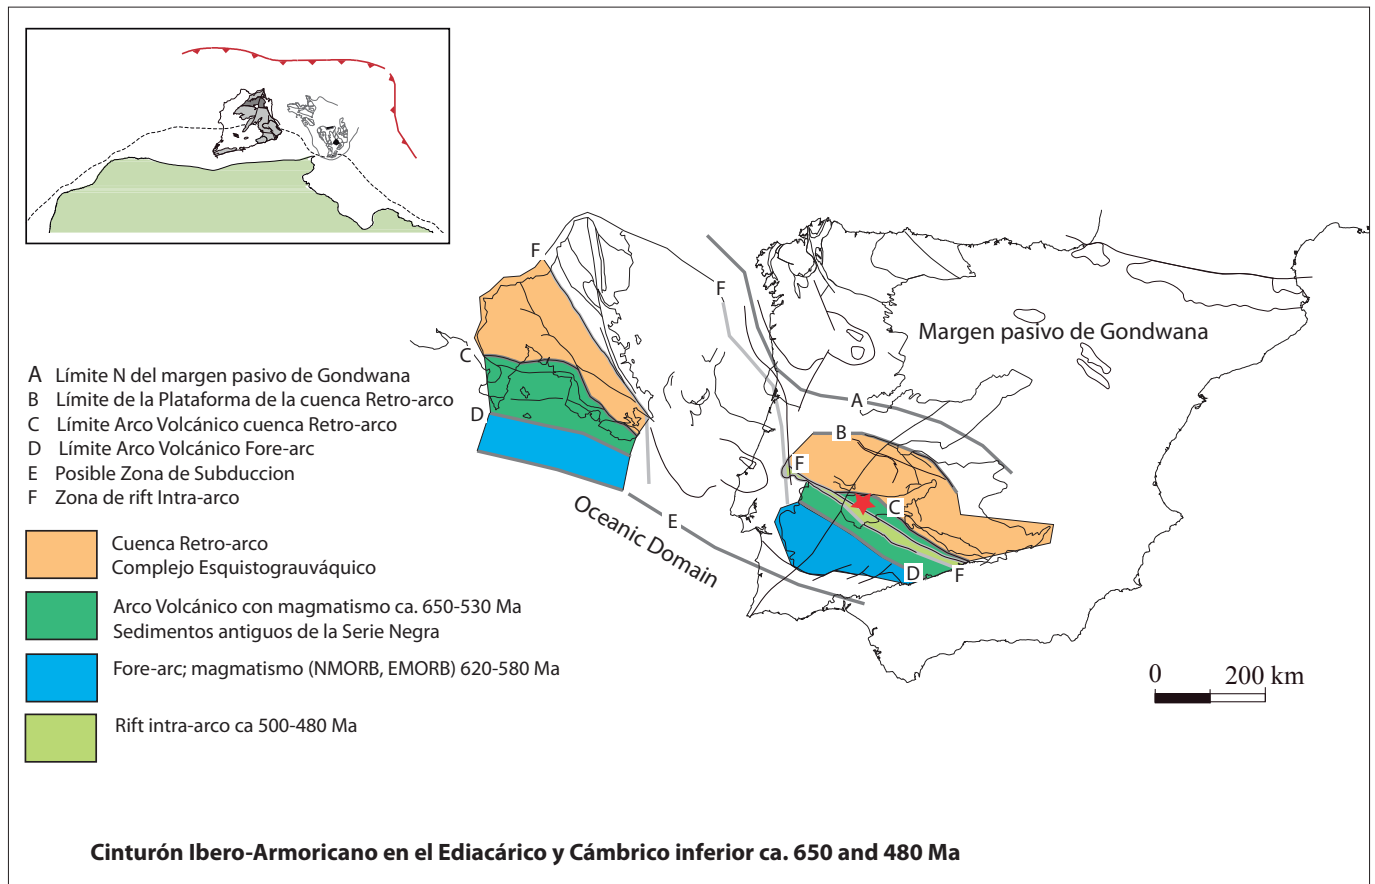 F
F
Margen pasivo de Gondwana
C
A Límite N del margen pasivo de Gondwana
B Límite de la Plataforma de la cuenca Retro-arco
C Límite Arco Volcánico cuenca Retro-arco
D Límite Arco Volcánico Fore-arc
E Posible Zona de Subduccion
F Zona de rift Intra-arco
D
A
B
F
C
E
Oceanic Domain
D
F
Cuenca Retro-arco
Complejo Esquistograuváquico
Arco Volcánico con magmatismo ca. 650-530 Ma
Sedimentos antiguos de la Serie Negra
Fore-arc; magmatismo (NMORB, EMORB) 620-580 Ma
Rift intra-arco ca 500-480 Ma
0 200 km
Cinturón Ibero-Armoricano en el Ediacárico y Cámbrico inferior ca. 650 and 480 Ma